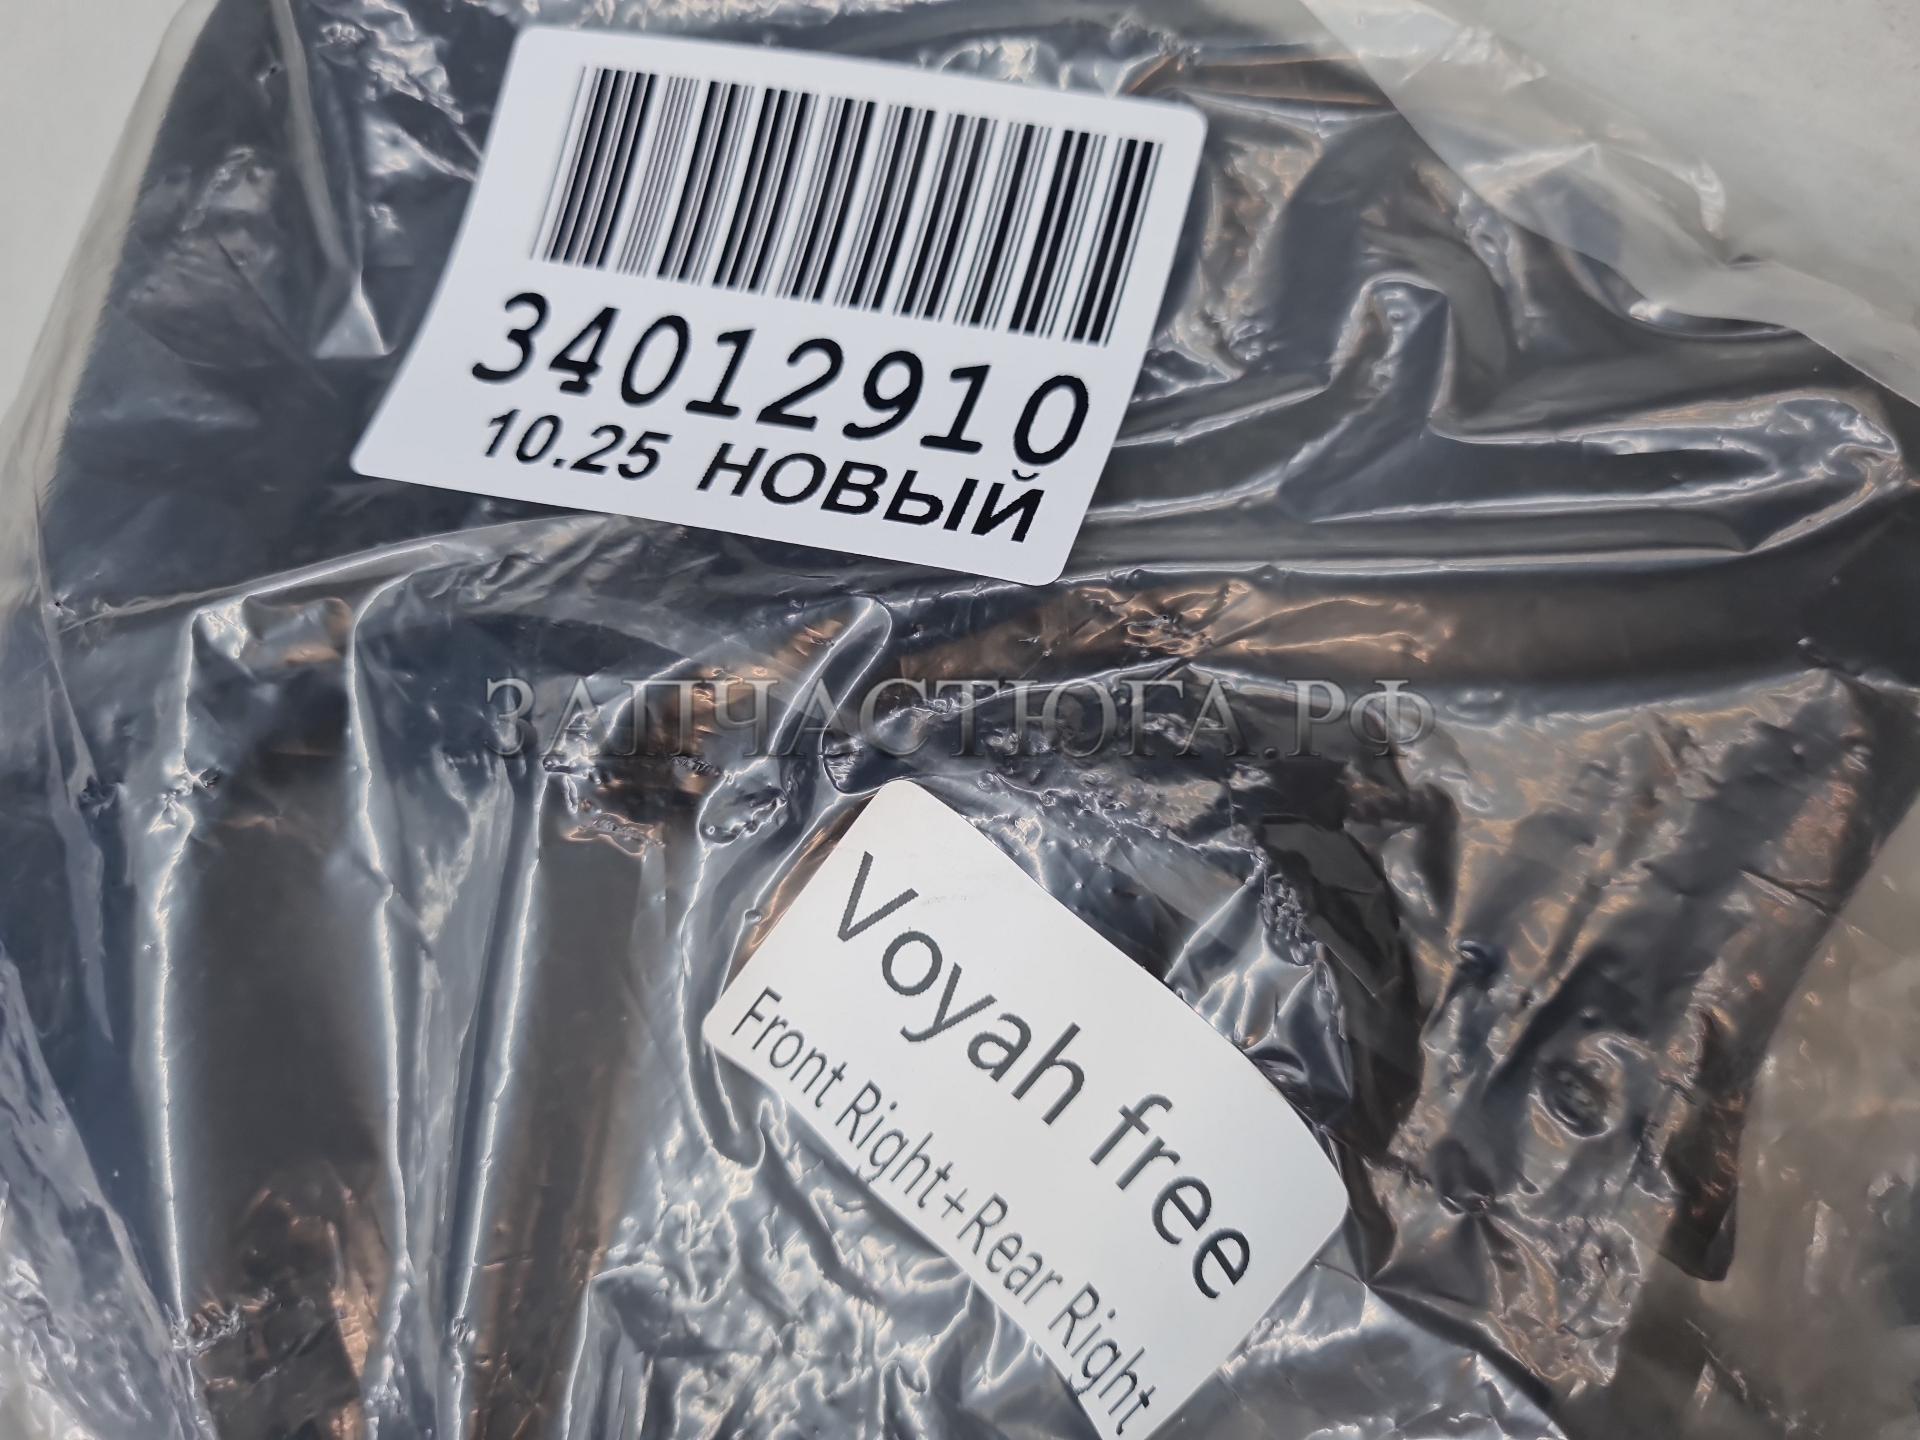 34012910
10.25 НОВЫЙ
ЗАПЧАСТЮГА.РФ
Voyah free
Front Right+Rear Right